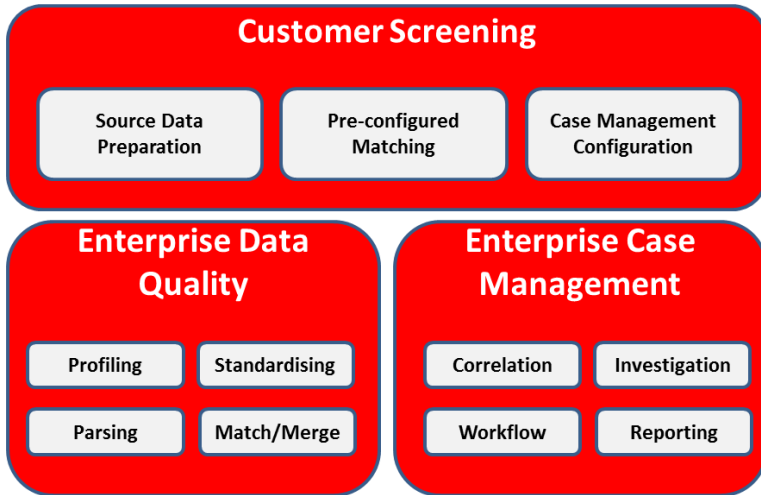 Customer Screening
Source Data
Preparation
Pre-configured
Matching
Case Management
Configuration
Enterprise Data
Quality
Profiling
Standardising
Parsing
Match/Merge
Enterprise Case
Management
Correlation
Investigation
Workflow
Reporting